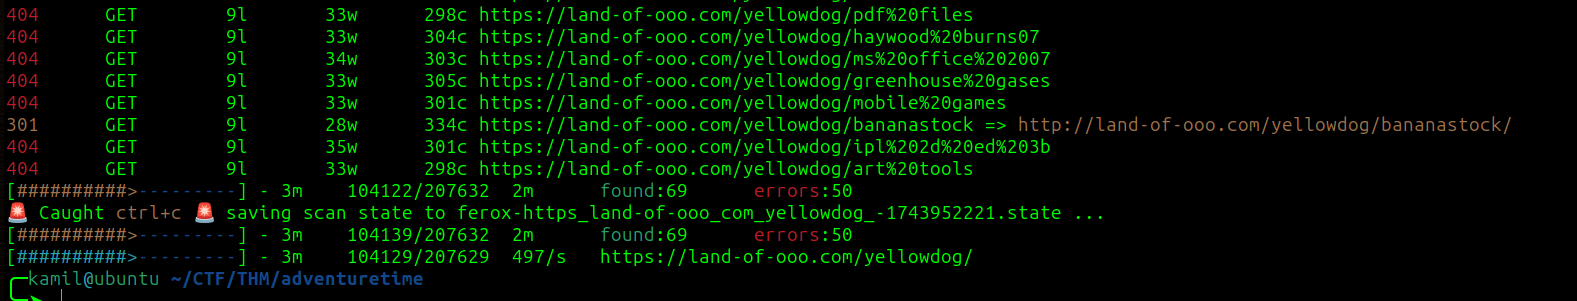 404 GET 9l 33w 298c https://land-of-ooo.com/yellowdog/pdf%20files
404 GET 9l 33w 304c https://land-of-ooo.com/yellowdog/haywood%20burns07
404 GET 9l 34w 303c https://land-of-ooo.com/yellowdog/ms%20office%202007
404 GET 9l 33w 305c https://land-of-ooo.com/yellowdog/greenhouse%20gases
404 GET 9l 33w 301c https://land-of-ooo.com/yellowdog/mobile%20games
301 GET 9l 28w 334c https://land-of-ooo.com/yellowdog/bananastock => http://land-of-ooo.com/yellowdog/bananastock/
404 GET 9l 35w 301c https://land-of-ooo.com/yellowdog/ipl%202d%20ed%203b
404 GET 9l 33w 298c https://land-of-ooo.com/yellowdog/art%20tools
[##########>---------] - 3m 104122/207632 2m found:69 errors:50
🚨 Caught ctrl+c 🚨 saving scan state to ferox-https_land-of-ooo_com_yellowdog_-1743952221.state ...
[##########>---------] - 3m 104139/207632 2m found:69 errors:50
[##########>---------] - 3m 104129/207629 497/s https://land-of-ooo.com/yellowdog/
kamil@ubuntu ~/CTF/THM/adventuretime